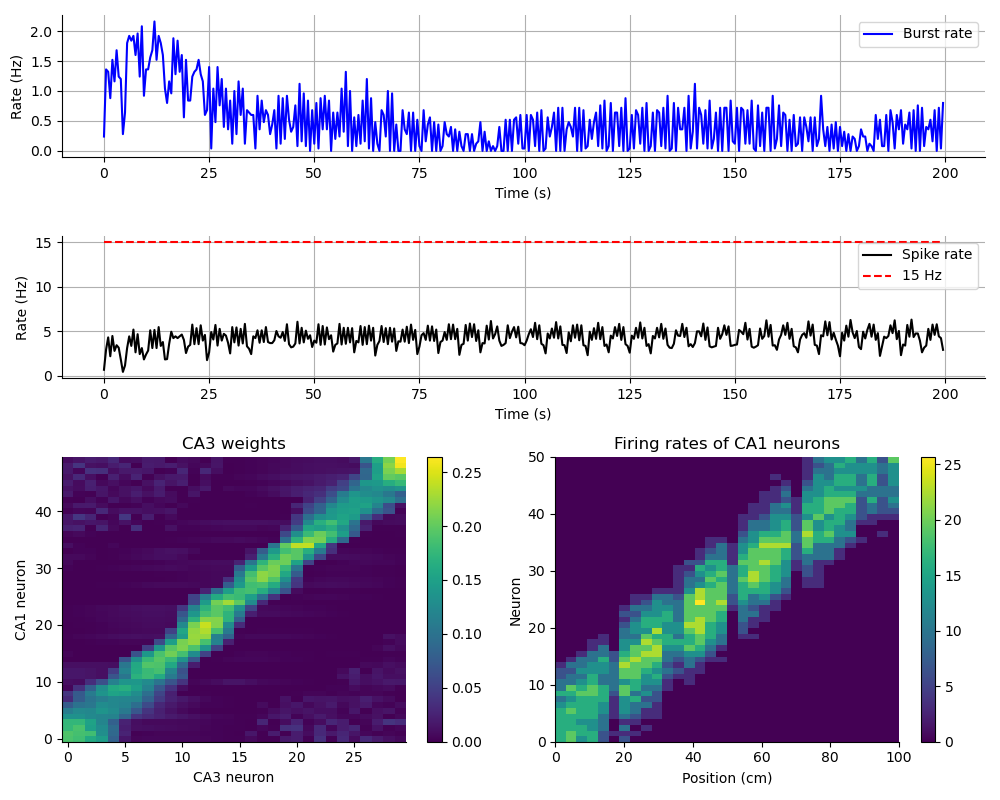 2.0
1.5
1.0
0.5
0.0
Rate (Hz)
Burst rate
0 25 50 75 100 125 150 175 200
Time (s)
15
10
5
0
Rate (Hz)
Spike rate
15 Hz
0 25 50 75 100 125 150 175 200
Time (s)
CA3 weights
40
30
20
10
0
CA1 neuron
0 5 10 15 20 25
CA3 neuron
0.25
0.20
0.15
0.10
0.05
0.00
Firing rates of CA1 neurons
50
40
30
20
10
0
Neuron
0 20 40 60 80 100
Position (cm)
25
20
15
10
5
0